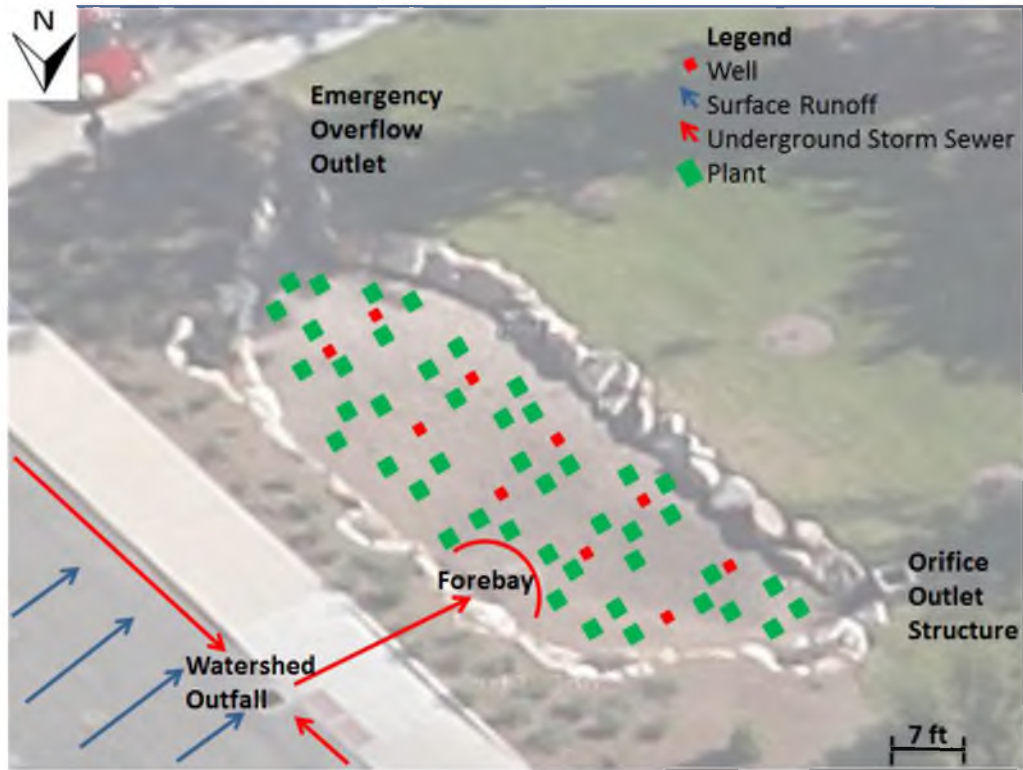 N
Emergency
Overflow
Outlet
Legend
Well
Surface Runoff
Underground Storm Sewer
Plant
Forebay
Orifice
Outlet
Structure
Watershed
Outfall
7 ft